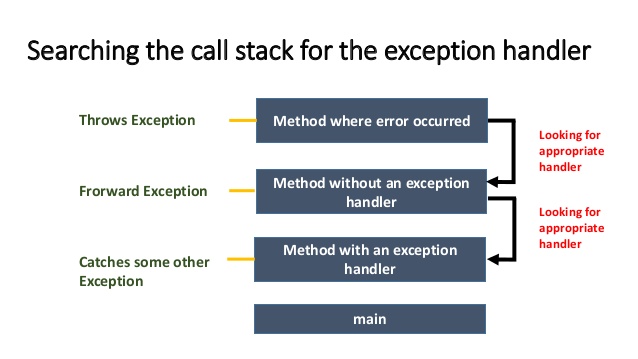 Searching the call stack for the exception handler
Throws Exception
Method where error occurred
Looking for
appropriate
handler
Frorward Exception
Method without an exception
handler
Looking for
appropriate
handler
Catches some other
Exception
Method with an exception
handler
main